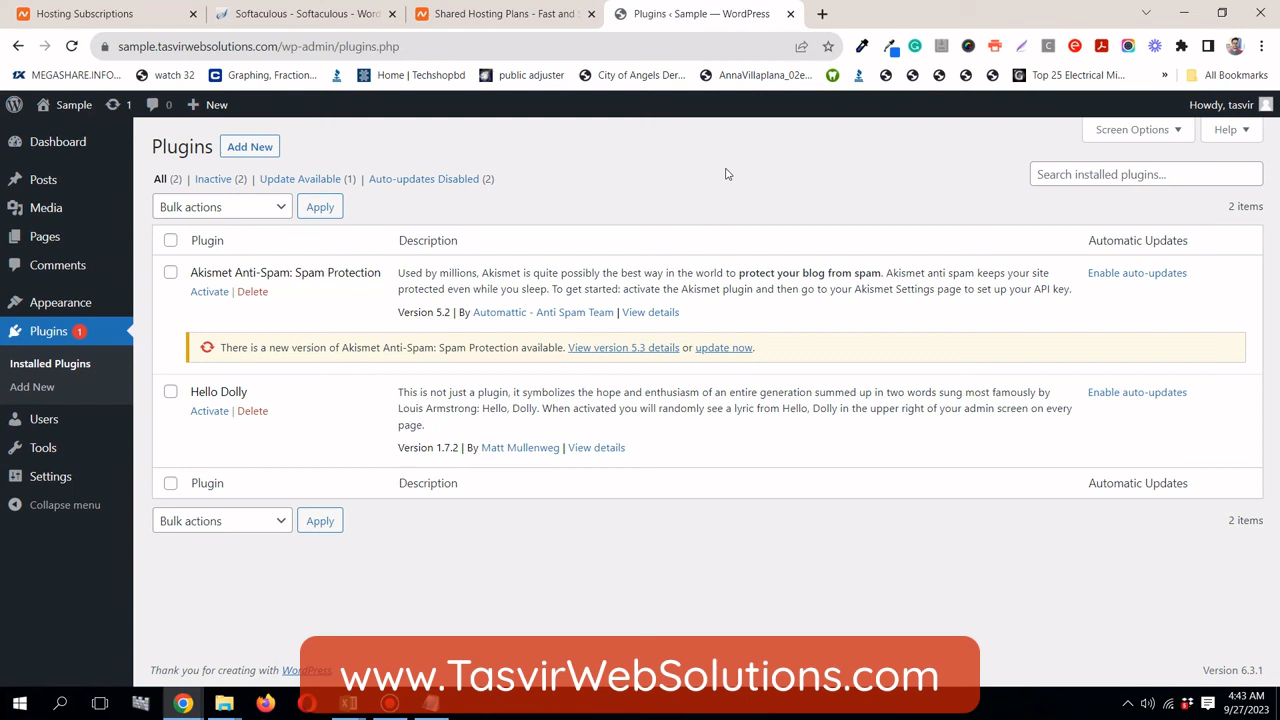 Hosting Subscriptions
Softaculous - Softaculous - Wor
Shared Hosting Plans - Fast and S
Plugins ‹ Sample — WordPress
sample.tasvirwebsolutions.com/wp-admin/plugins.php
MEGASHARE.INFO...
watch 32
Graphing, Fraction...
Home | Techshopbd
public adjuster
City of Angels Der...
AnnaVillaplana_02e...
Top 25 Electrical Mi...
»
All Bookmarks
Sample
1
0
New
Howdy, tasvir
Dashboard
Posts
Media
Pages
Comments
Appearance
Plugins 1
Installed Plugins
Add New
Users
Tools
Settings
Collapse menu
Plugins
Add New
Screen Options
Help
All (2) | Inactive (2) | Update Available (1) | Auto-updates Disabled (2)
Search installed plugins...
Bulk actions
Apply
2 items
Plugin
Description
Automatic Updates
Akismet Anti-Spam: Spam Protection
Activate | Delete
Used by millions, Akismet is quite possibly the best way in the world to protect your blog from spam. Akismet anti spam keeps your site
protected even while you sleep. To get started: activate the Akismet plugin and then go to your Akismet Settings page to set up your API key.
Version 5.2 | By Automattic - Anti Spam Team | View details
Enable auto-updates
There is a new version of Akismet Anti-Spam: Spam Protection available. View version 5.3 details or update now.
Hello Dolly
Activate | Delete
This is not just a plugin, it symbolizes the hope and enthusiasm of an entire generation summed up in two words sung most famously by
Louis Armstrong: Hello, Dolly. When activated you will randomly see a lyric from Hello, Dolly in the upper right of your admin screen on every
page.
Version 1.7.2 | By Matt Mullenweg | View details
Enable auto-updates
Plugin
Description
Automatic Updates
Bulk actions
Apply
2 items
Thank you for creating with WordPress
Version 6.3.1
www.TasvirWebSolutions.com
4:43 AM
9/27/2023